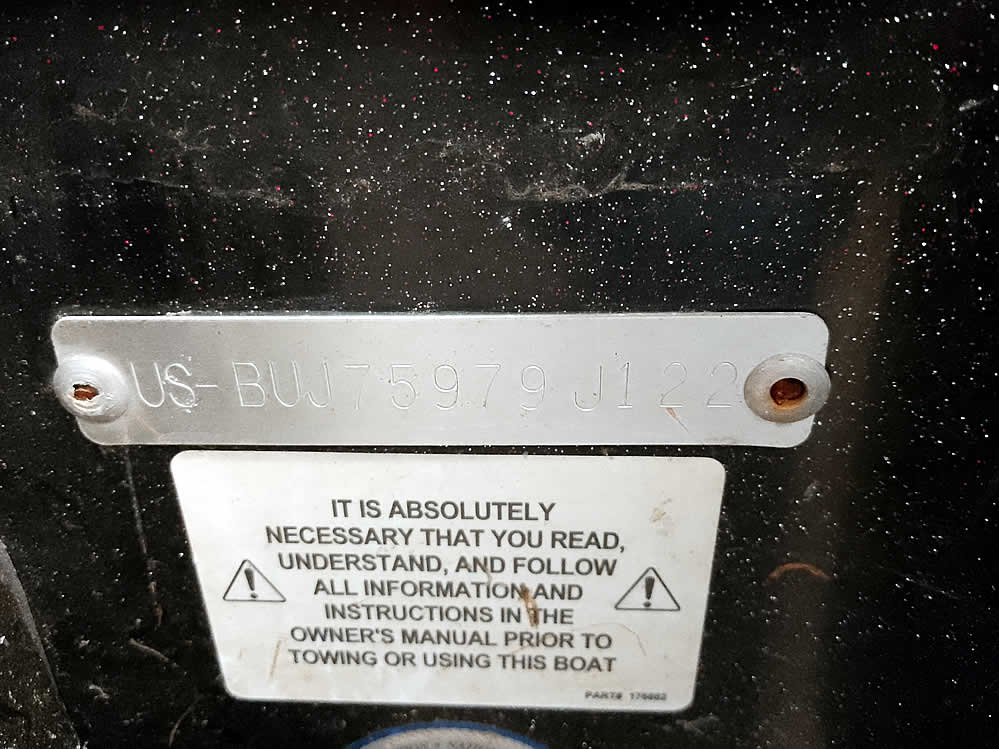 US-BUJ75979J122
IT IS ABSOLUTELY
NECESSARY THAT YOU READ,
UNDERSTAND, AND FOLLOW
ALL INFORMATION AND
INSTRUCTIONS IN THE
OWNER'S MANUAL PRIOR TO
TOWING OR USING THIS BOAT
PART#